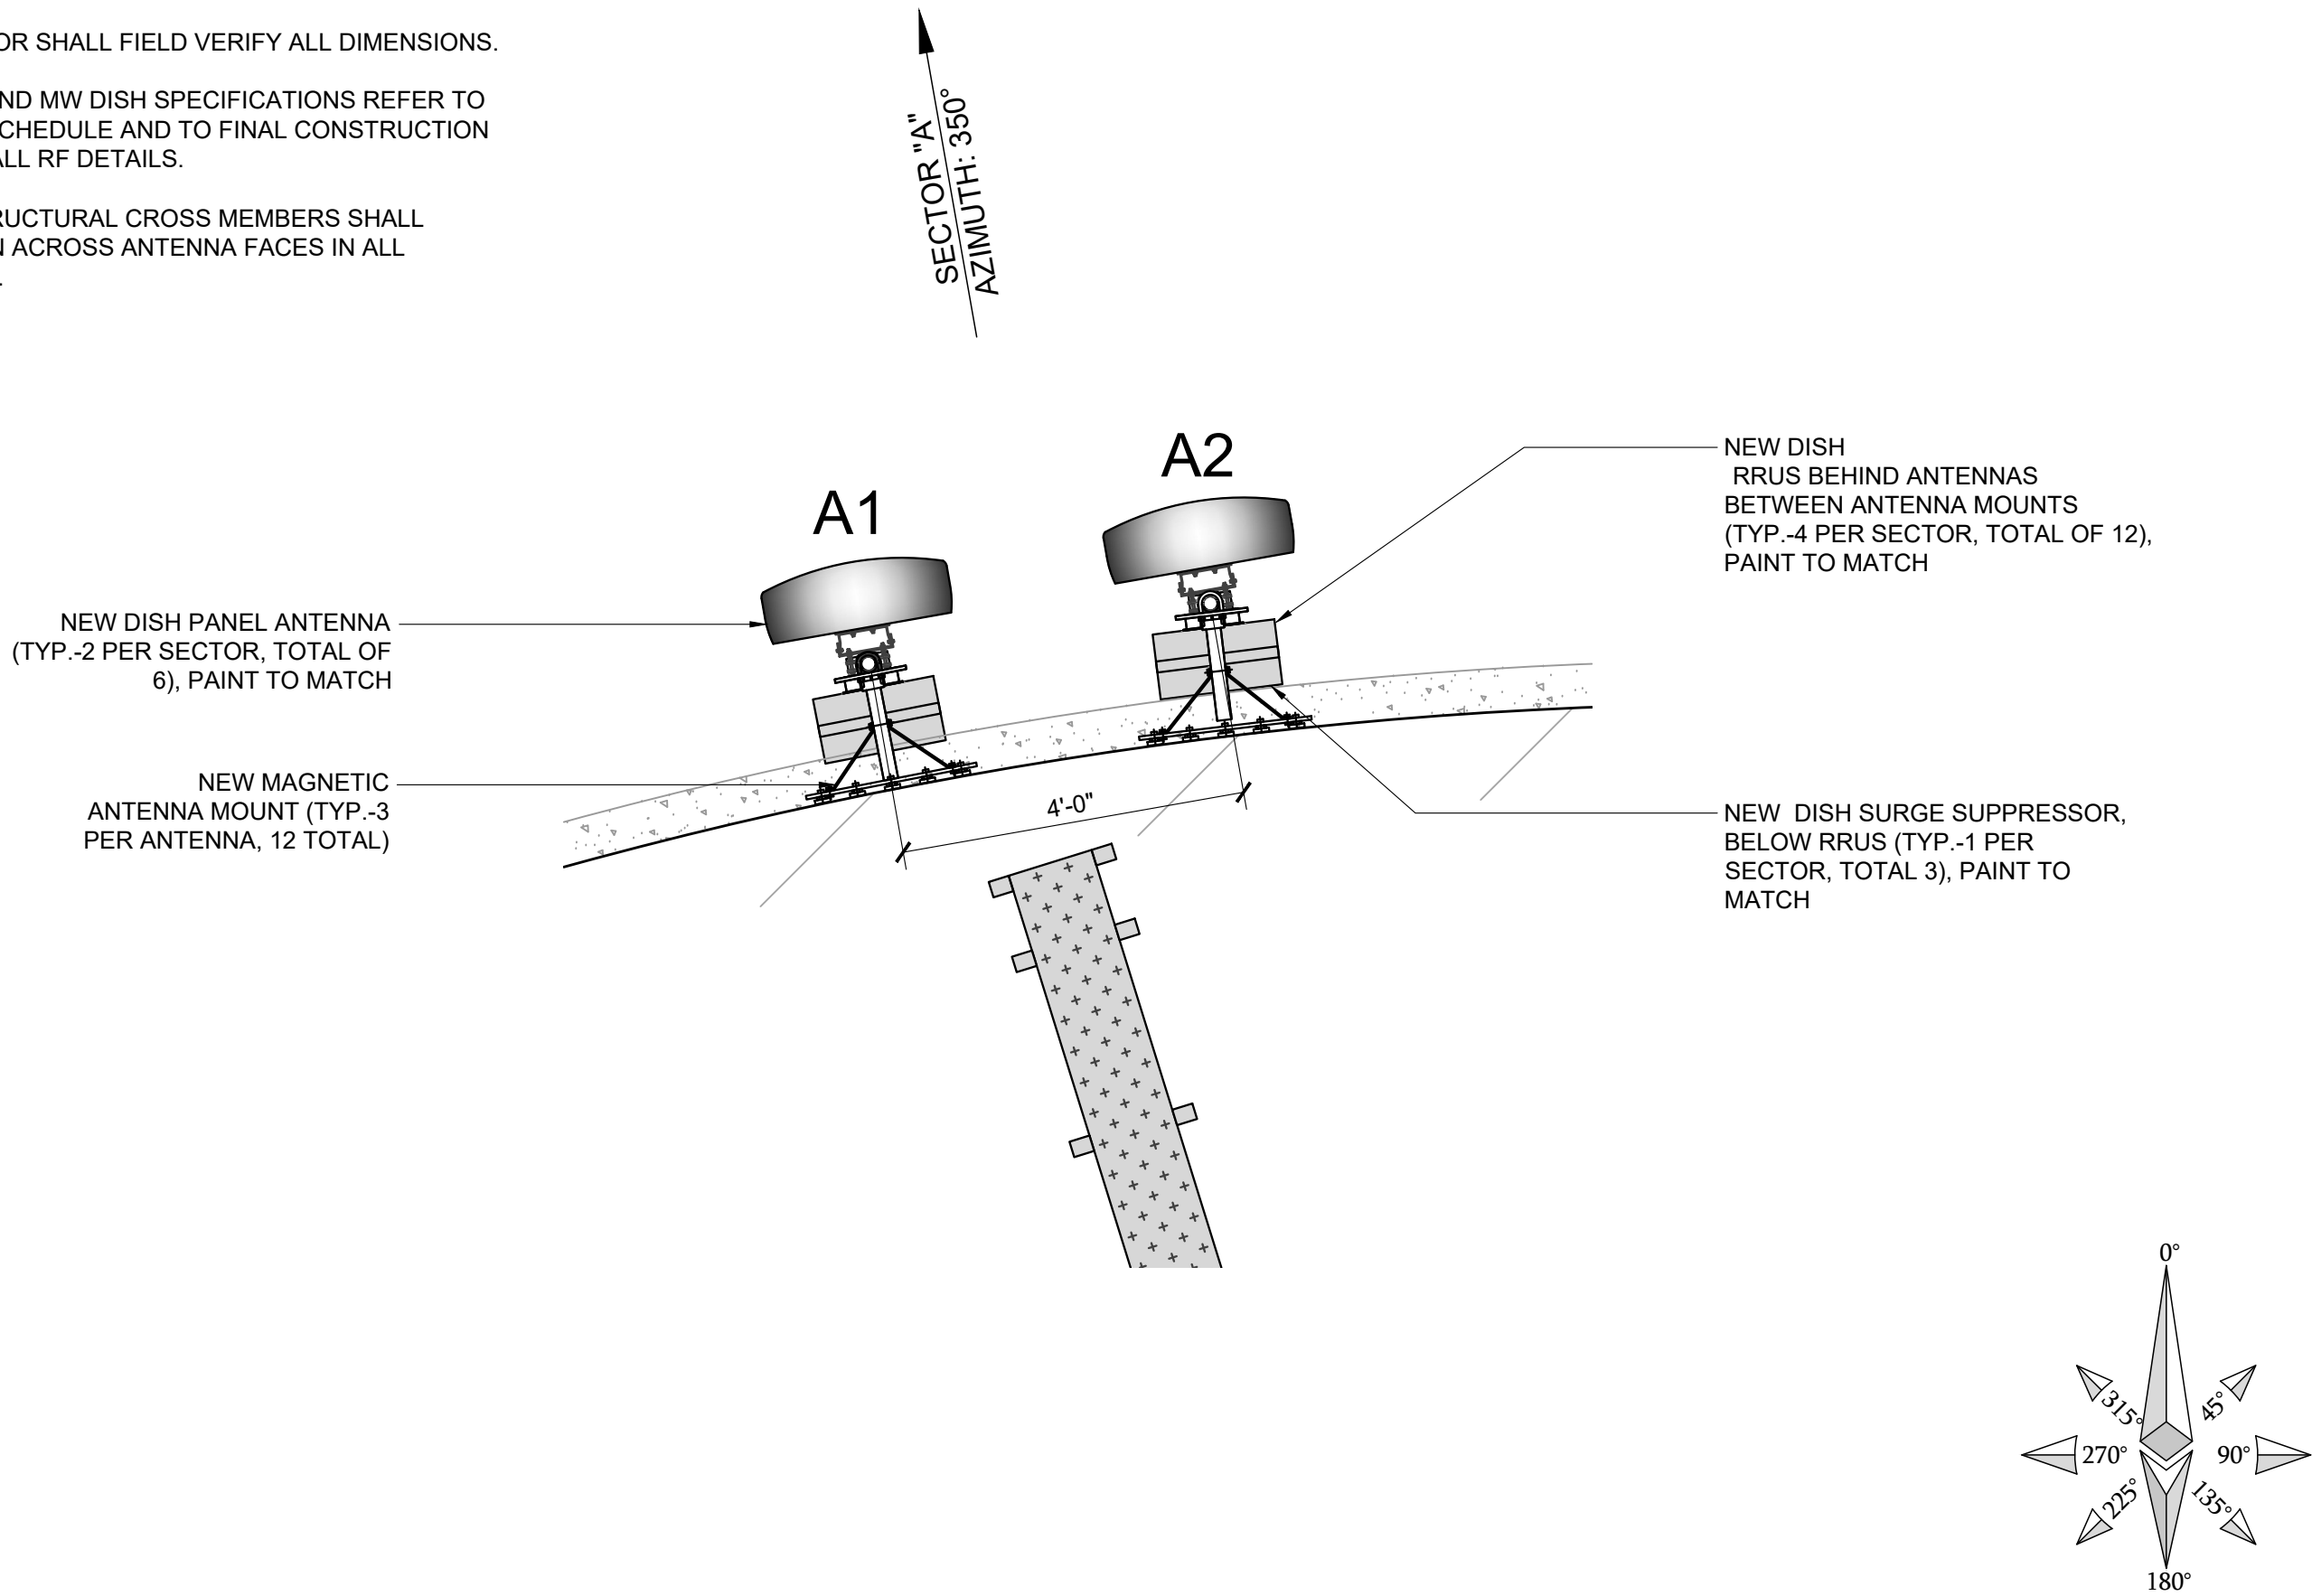 OR SHALL FIELD VERIFY ALL DIMENSIONS.
ND MW DISH SPECIFICATIONS REFER TO
CHEDULE AND TO FINAL CONSTRUCTION
ALL RF DETAILS.
RUCTURAL CROSS MEMBERS SHALL
N ACROSS ANTENNA FACES IN ALL
.
SECTOR "A"
AZIMUTH: 350°
A1
A2
NEW DISH
RRUS BEHIND ANTENNAS
BETWEEN ANTENNA MOUNTS
(TYP.-4 PER SECTOR, TOTAL OF 12),
PAINT TO MATCH
NEW DISH PANEL ANTENNA
(TYP.-2 PER SECTOR, TOTAL OF
6), PAINT TO MATCH
NEW MAGNETIC
ANTENNA MOUNT (TYP.-3
PER ANTENNA, 12 TOTAL)
4'-0"
NEW  DISH SURGE SUPPRESSOR,
BELOW RRUS (TYP.-1 PER
SECTOR, TOTAL 3), PAINT TO
MATCH
0°
315°
45°
270°
90°
225°
135°
180°